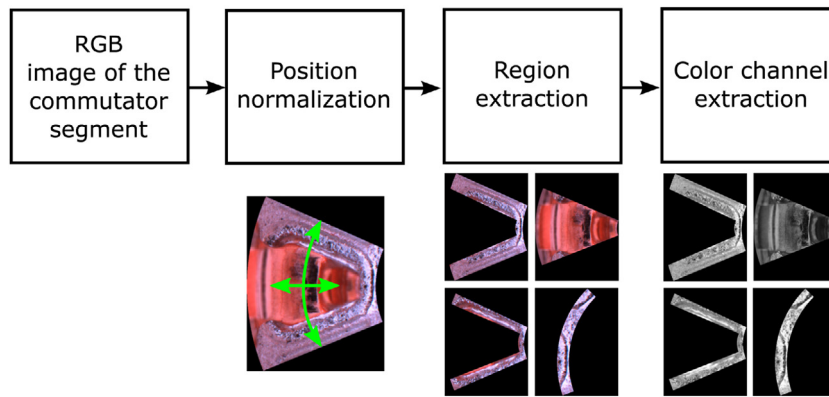 RGB
image of the
commutator
segment
Position
normalization
Region
extraction
Color channel
extraction